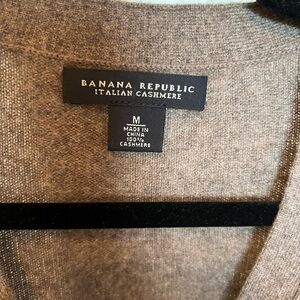 BANANA REPUBLIC
ITALIAN CASHMERE
M
MADE IN
CHINA
100%
CASHMERE